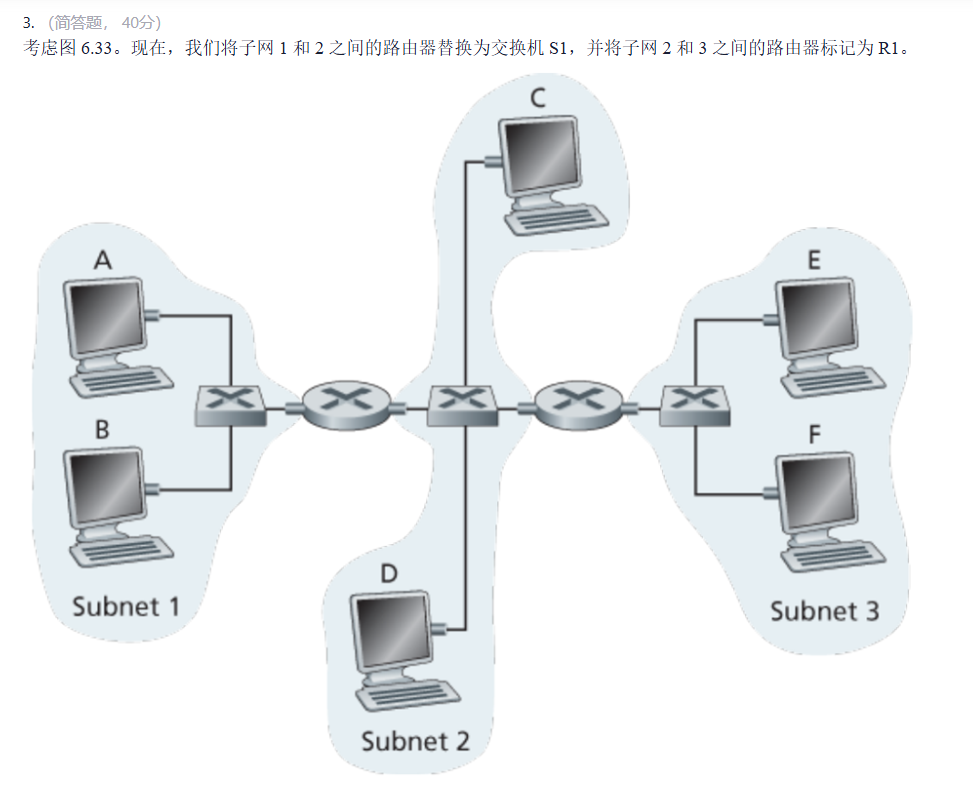 3. （简答题， 40分）
考虑图 6.33。现在，我们将子网 1 和 2 之间的路由器替换为交换机 S1，并将子网 2 和 3 之间的路由器标记为 R1。
C
A
E
B
F
D
Subnet 1
Subnet 3
Subnet 2